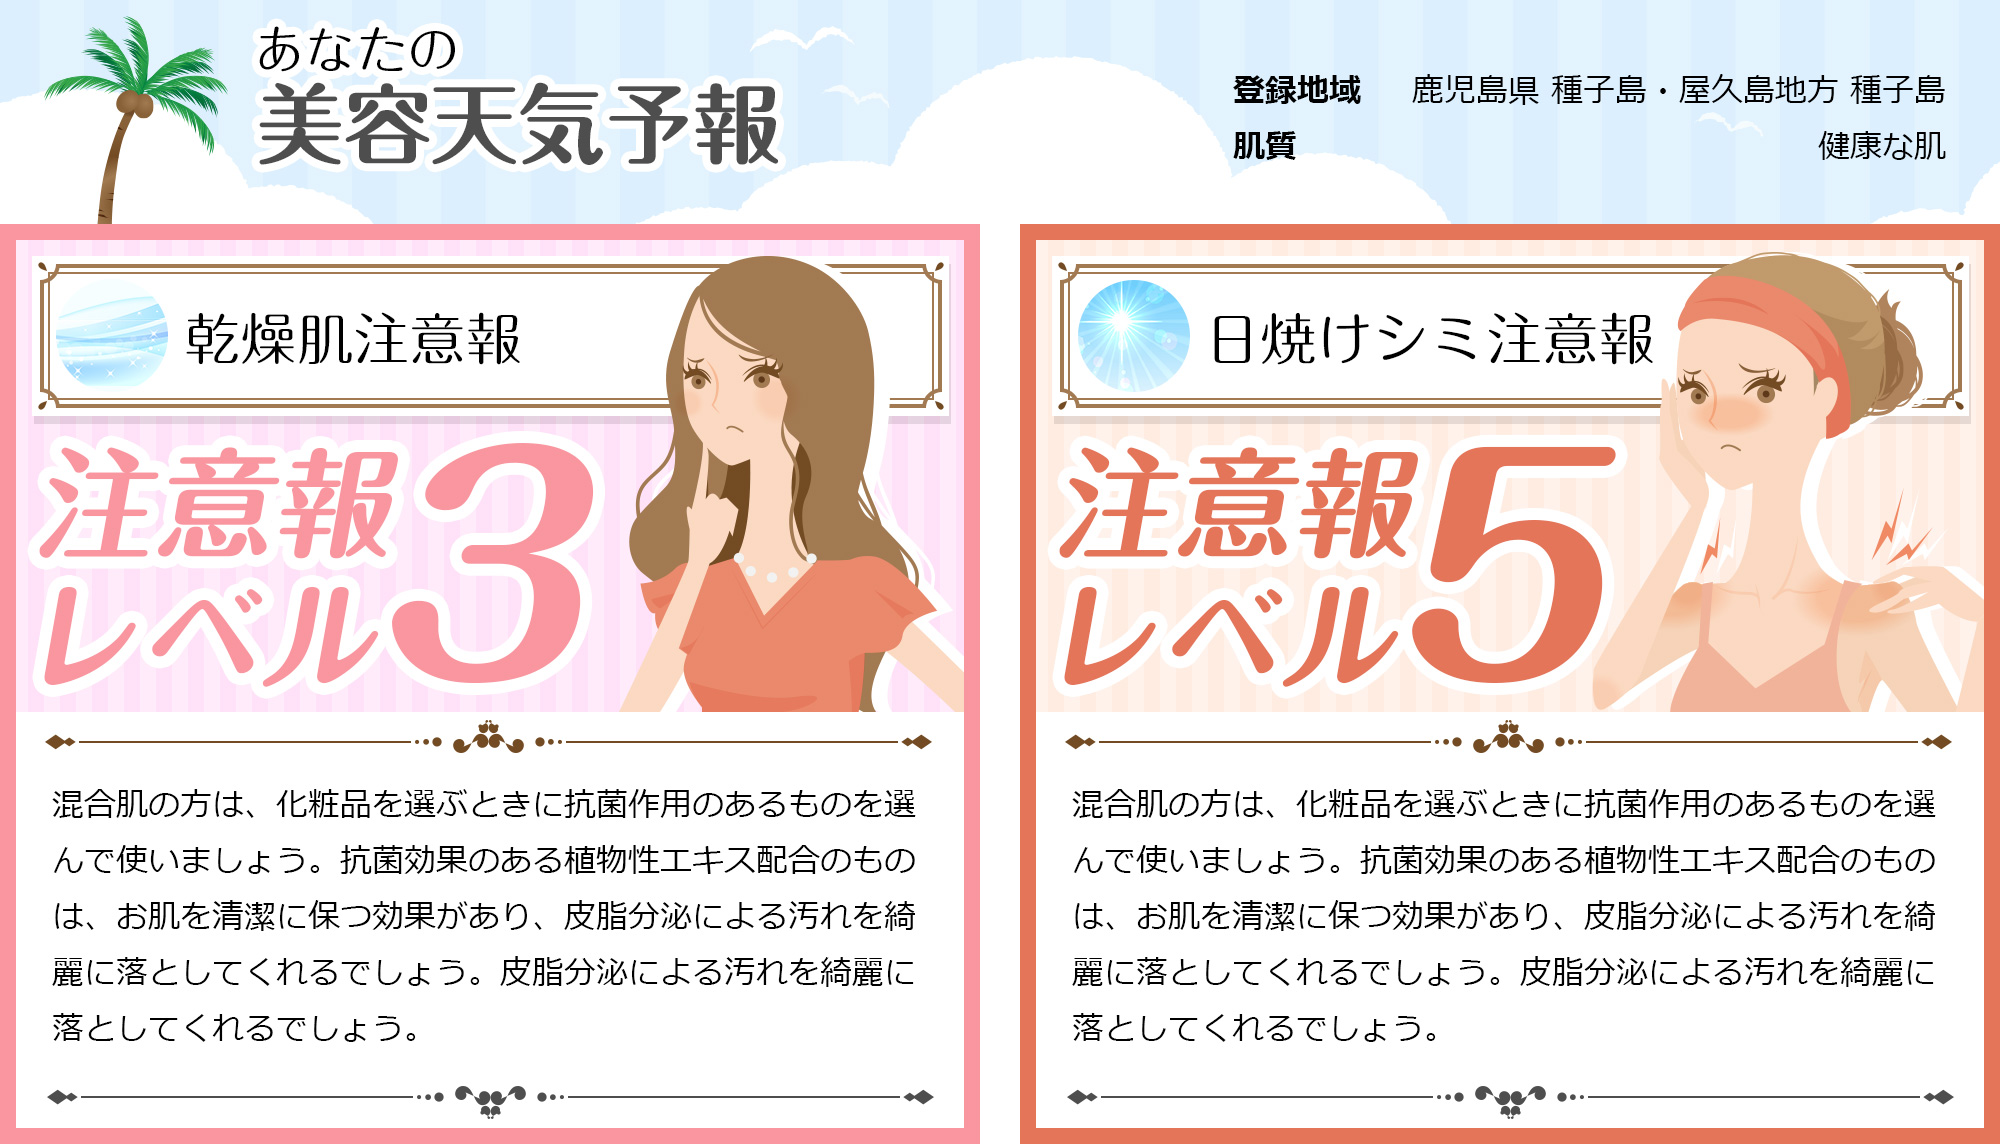 あなたの
美容天気予報
登録地域 鹿児島県 種子島・屋久島地方 種子島
肌質 健康な肌
乾燥肌注意報
注意報
レベル3
混合肌の方は、化粧品を選ぶときに抗菌作用のあるものを選
んで使いましょう。抗菌効果のある植物性エキス配合のもの
は、お肌を清潔に保つ効果があり、皮脂分泌による汚れを綺
麗に落としてくれるでしょう。皮脂分泌による汚れを綺麗に
落としてくれるでしょう。
日焼けシミ注意報
注意報
レベル5
混合肌の方は、化粧品を選ぶときに抗菌作用のあるものを選
んで使いましょう。抗菌効果のある植物性エキス配合のもの
は、お肌を清潔に保つ効果があり、皮脂分泌による汚れを綺
麗に落としてくれるでしょう。皮脂分泌による汚れを綺麗に
落としてくれるでしょう。